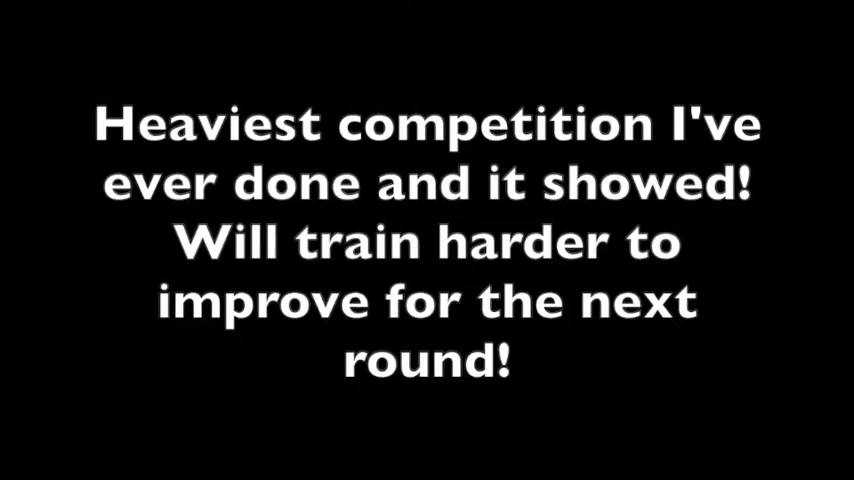 Heaviest competition I've
ever done and it showed!
Will train harder to
improve for the next
round!